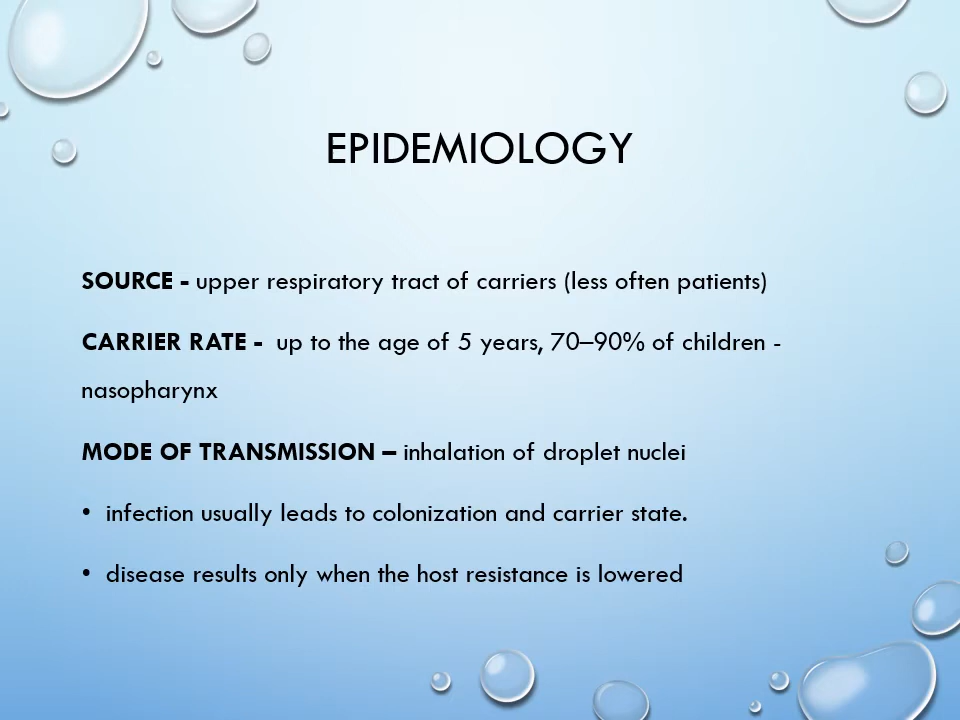 EPIDEMIOLOGY
SOURCE - upper respiratory tract of carriers (less often patients)
CARRIER RATE - up to the age of 5 years, 70–90% of children -
nasopharynx
MODE OF TRANSMISSION – inhalation of droplet nuclei
• infection usually leads to colonization and carrier state.
• disease results only when the host resistance is lowered